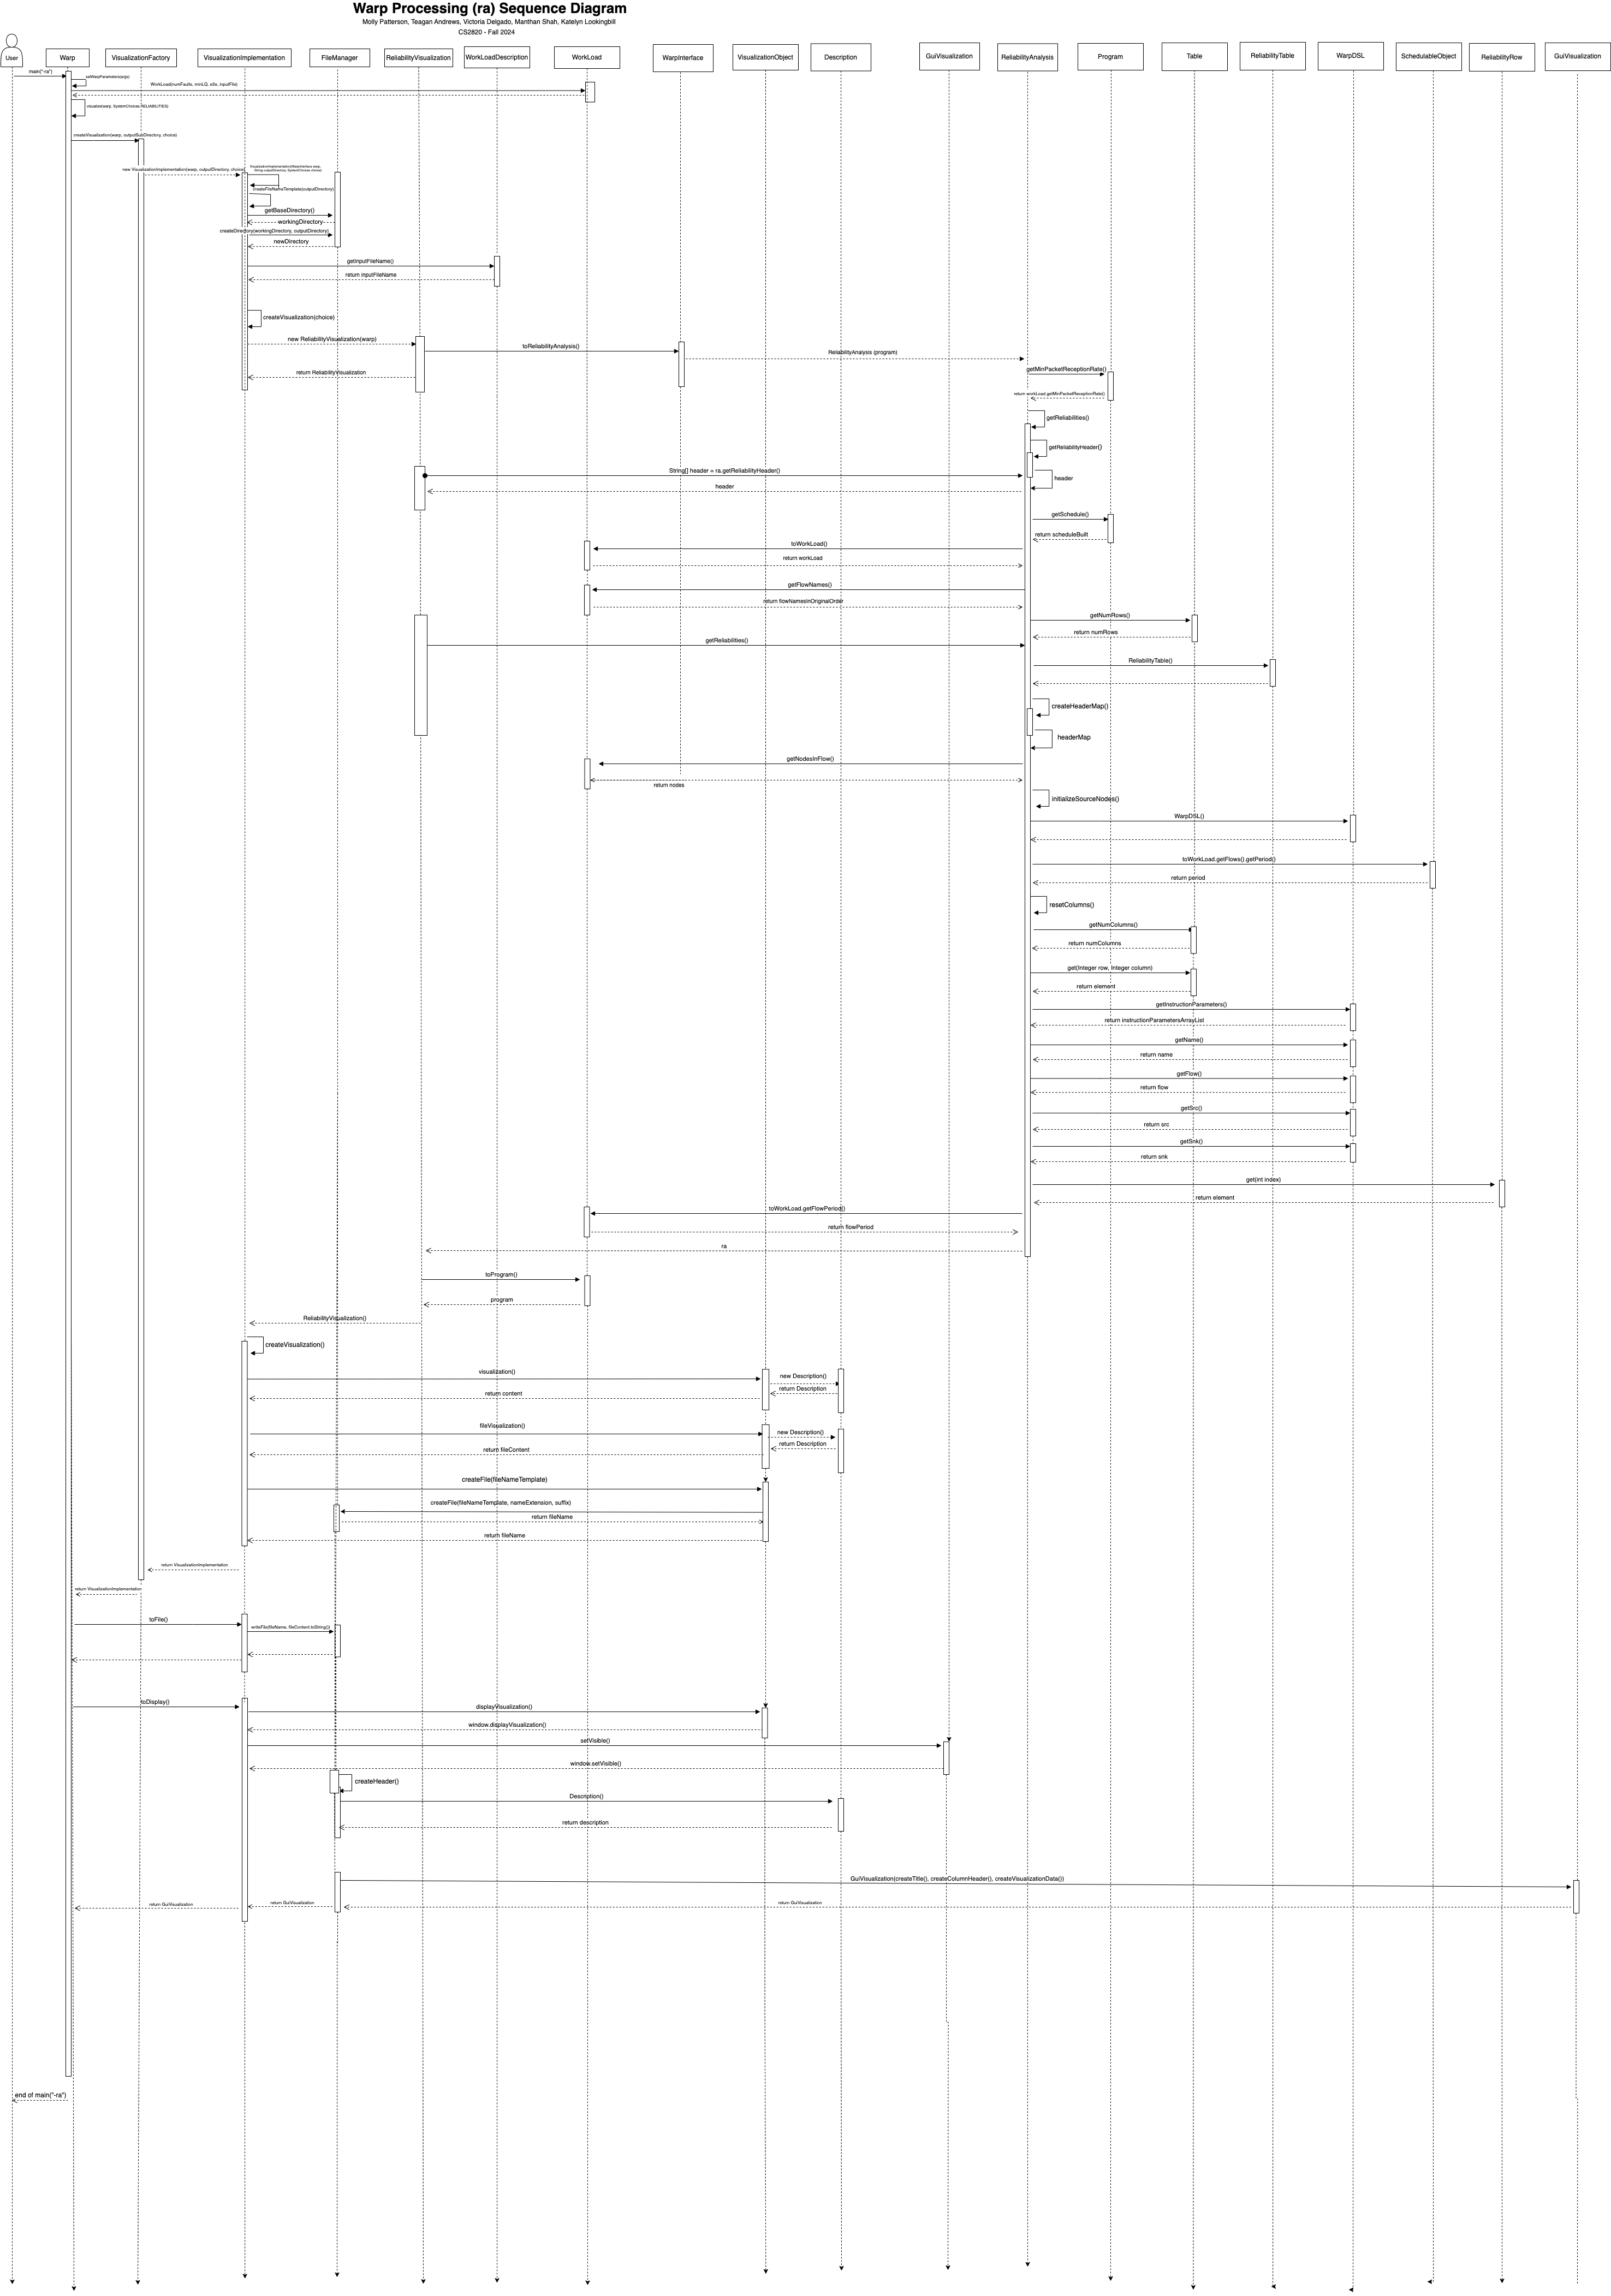 Warp Processing (ra) Sequence Diagram
Molly Patterson, Teagan Andrews, Victoria Delgado, Manthan Shah, Katelyn Lookingbill
CS2820 - Fall 2024
User
Warp
VisualizationFactory
VisualizationImplementation
FileManager
ReliabilityVisualization
WorkLoadDescription
WorkLoad
WarpInterface
VisualizationObject
Description
GuiVisualization
ReliabilityAnalysis
Program
Table
ReliabilityTable
WarpDSL
SchedulableObject
ReliabilityRow
GuiVisualization
main("-ra")
setWarpParameters(args)
WorkLoad(numFaults, minLQ, e2e, inputFile)
visualize(warp, SystemChoices.RELIABILITIES)
createVisualization(warp, outputSubDirectory, choice)
new VisualizationImplementation(warp, outputDirectory, choice)
VisualizationImplementation(WarpInterface warp,
String outputDirectory, SystemChoices choice)
createFileNameTemplate(outputDirectory)
getBaseDirectory()
workingDirectory
createDirectory(workingDirectory, outputDirectory)
newDirectory
getInputFileName()
return inputFileName
createVisualization(choice)
new ReliabilityVisualization(warp)
toReliabilityAnalysis()
ReliabilityAnalysis (program)
getMinPacketReceptionRate()
return ReliabilityVisualization
return workLoad.getMinPacketReceptionRate()
getReliabilities()
getReliabilityHeader()
String[] header = ra.getReliabilityHeader()
header
header
getSchedule()
return scheduleBuilt
toWorkLoad()
return workLoad
getFlowNames()
return flowNamesInOriginalOrder
getNumRows()
return numRows
getReliabilities()
ReliabilityTable()
createHeaderMap()
headerMap
getNodesInFlow()
return nodes
initializeSourceNodes()
WarpDSL()
toWorkLoad.getFlows().getPeriod()
return period
resetColumns()
getNumColumns()
return numColumns
get(Integer row, Integer column)
return element
getInstructionParameters()
return instructionParametersArrayList
getName()
return name
getFlow()
return flow
getSrc()
return src
getSnk()
return snk
get(int index)
return element
toWorkLoad.getFlowPeriod()
return flowPeriod
ra
toProgram()
program
ReliabilityVisualization()
createVisualization()
visualization()
new Description()
return Description
return content
fileVisualization()
new Description()
return Description
return fileContent
createFile(fileNameTemplate)
createFile(fileNameTemplate, nameExtension, suffix)
return fileName
return fileName
return VisualizationImplementation
return VisualizationImplementation
toFile()
writeFile(fileName, fileContent.toString())
toDisplay()
displayVisualization()
window.displayVisualization()
setVisible()
window.setVisible()
createHeader()
Description()
return description
GuiVisualization(createTitle(), createColumnHeader(), createVisualizationData())
return GuiVisualization
return GuiVisualization
return GuiVisualization
end of main("-ra")